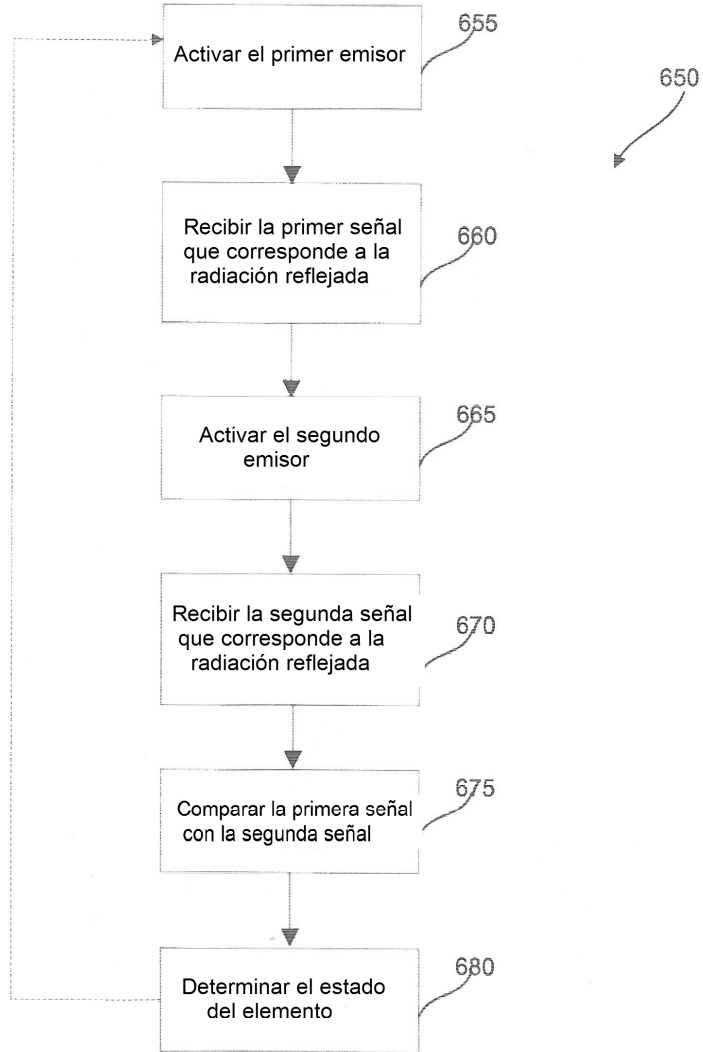 Activar el primer emisor
655
650
Recibir la primer señal
que corresponde a la
radiación reflejada
660
Activar el segundo
emisor
665
Recibir la segunda señal
que corresponde a la
radiación reflejada
670
Comparar la primera señal
con la segunda señal
675
Determinar el estado
del elemento
680